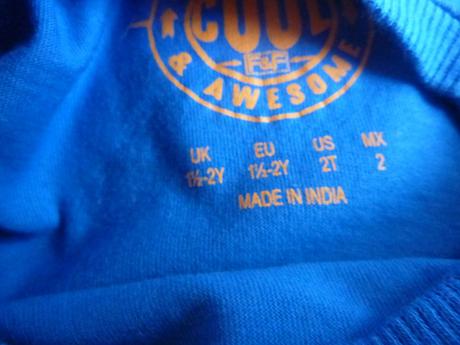 COOL
F&F
& AWESOME
UK EU US MX
1½-2Y 1½-2Y 2T 2
MADE IN INDIA